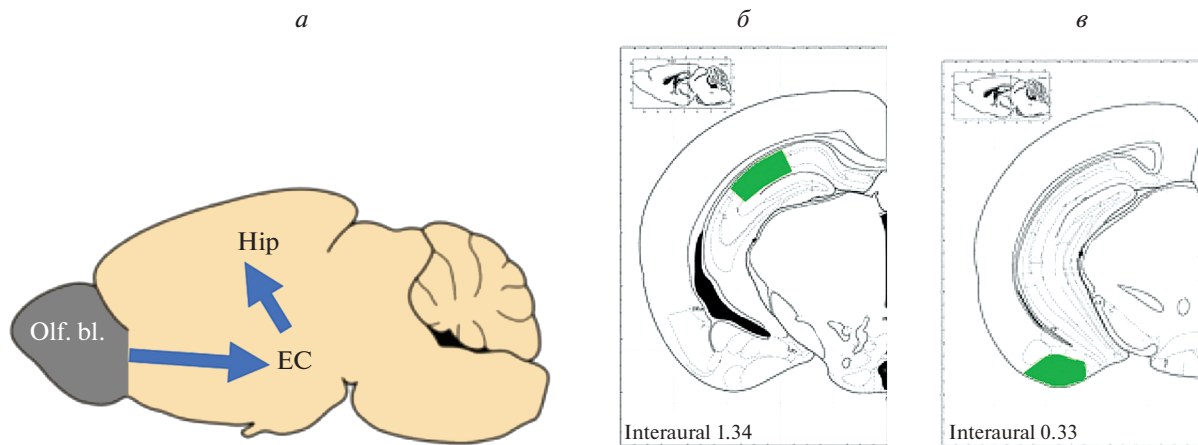 а
б
в
Hip
Olf. bl.
EC
Interaural 1.34
Interaural 0.33